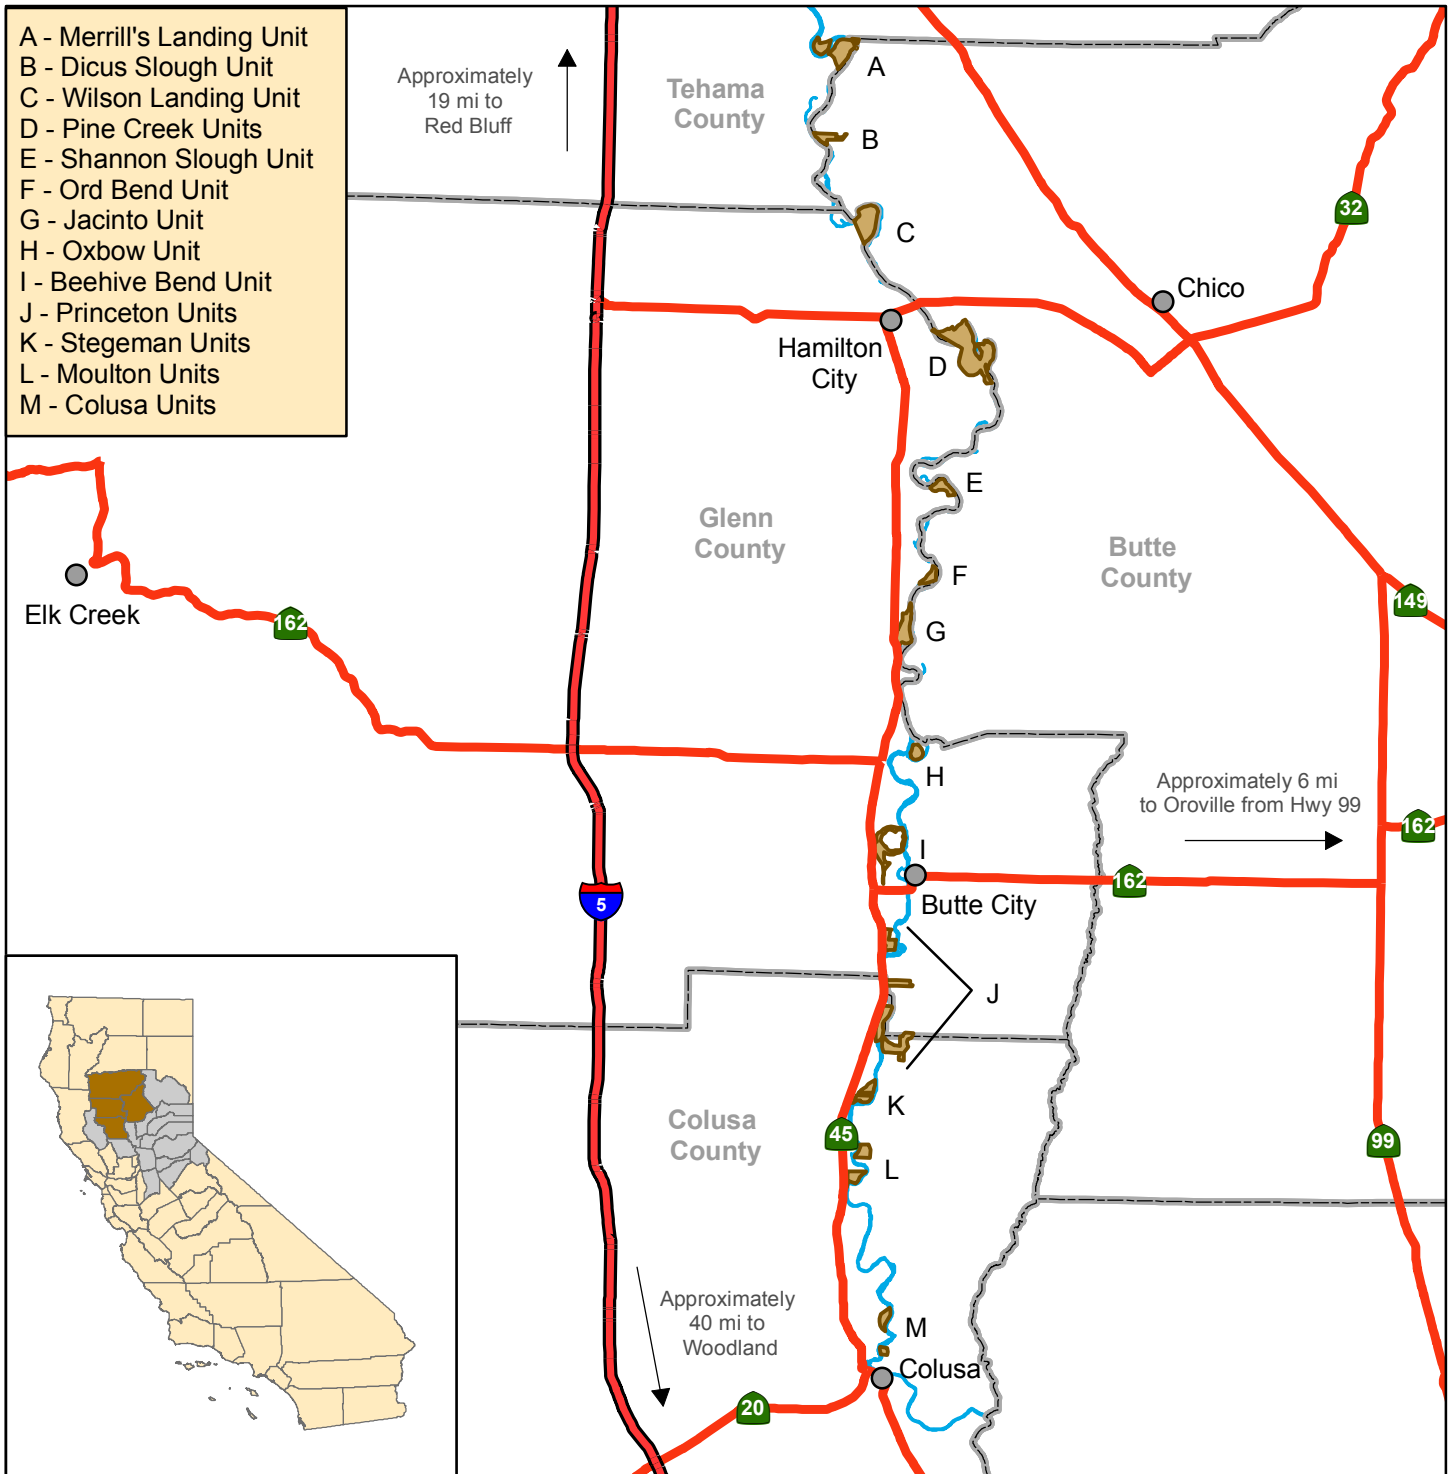 A - Merrill's Landing Unit
B - Dicus Slough Unit
C - Wilson Landing Unit
D - Pine Creek Units
E - Shannon Slough Unit
F - Ord Bend Unit
G - Jacinto Unit
H - Oxbow Unit
I - Beehive Bend Unit
J - Princeton Units
K - Stegeman Units
L - Moulton Units
M - Colusa Units
Approximately
19 mi to
Red Bluff
Tehama
County
A
B
C
32
Chico
Hamilton
City
D
E
Glenn
County
Butte
County
F
149
Elk Creek
162
G
H
Approximately 6 mi
to Oroville from Hwy 99
162
I
162
5
Butte City
J
K
Colusa
County
45
99
L
Approximately
40 mi to
Woodland
M
Colusa
20